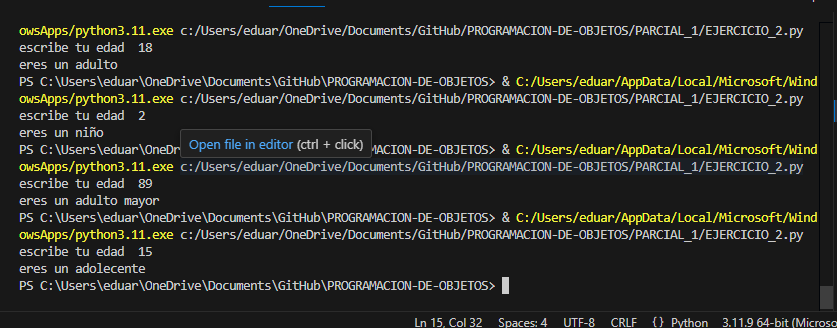 owsApps/python3.11.exe c:/Users/eduar/OneDrive/Documents/GitHub/PROGRAMACION-DE-OBJETOS/PARCIAL_1/EJERCICIO_2.py
escribe tu edad  18
eres un adulto
PS C:\Users\eduar\OneDrive\Documents\GitHub\PROGRAMACION-DE-OBJETOS> & C:/Users/eduar/AppData/Local/Microsoft/Wind
owsApps/python3.11.exe c:/Users/eduar/OneDrive/Documents/GitHub/PROGRAMACION-DE-OBJETOS/PARCIAL_1/EJERCICIO_2.py
escribe tu edad  2
eres un niño
Open file in editor (ctrl + click)
PS C:\Users\eduar\OneDr MACION-DE-OBJETOS> & C:/Users/eduar/AppData/Local/Microsoft/Wind
owsApps/python3.11.exe c:/Users/eduar/OneDrive/Documents/GitHub/PROGRAMACION-DE-OBJETOS/PARCIAL_1/EJERCICIO_2.py
escribe tu edad  89
eres un adulto mayor
PS C:\Users\eduar\OneDrive\Documents\GitHub\PROGRAMACION-DE-OBJETOS> & C:/Users/eduar/AppData/Local/Microsoft/Wind
owsApps/python3.11.exe c:/Users/eduar/OneDrive/Documents/GitHub/PROGRAMACION-DE-OBJETOS/PARCIAL_1/EJERCICIO_2.py
escribe tu edad  15
eres un adolecente
PS C:\Users\eduar\OneDrive\Documents\GitHub\PROGRAMACION-DE-OBJETOS>
Ln 15, Col 32 Spaces: 4 UTF-8 CRLF {} Python 3.11.9 64-bit (Microso